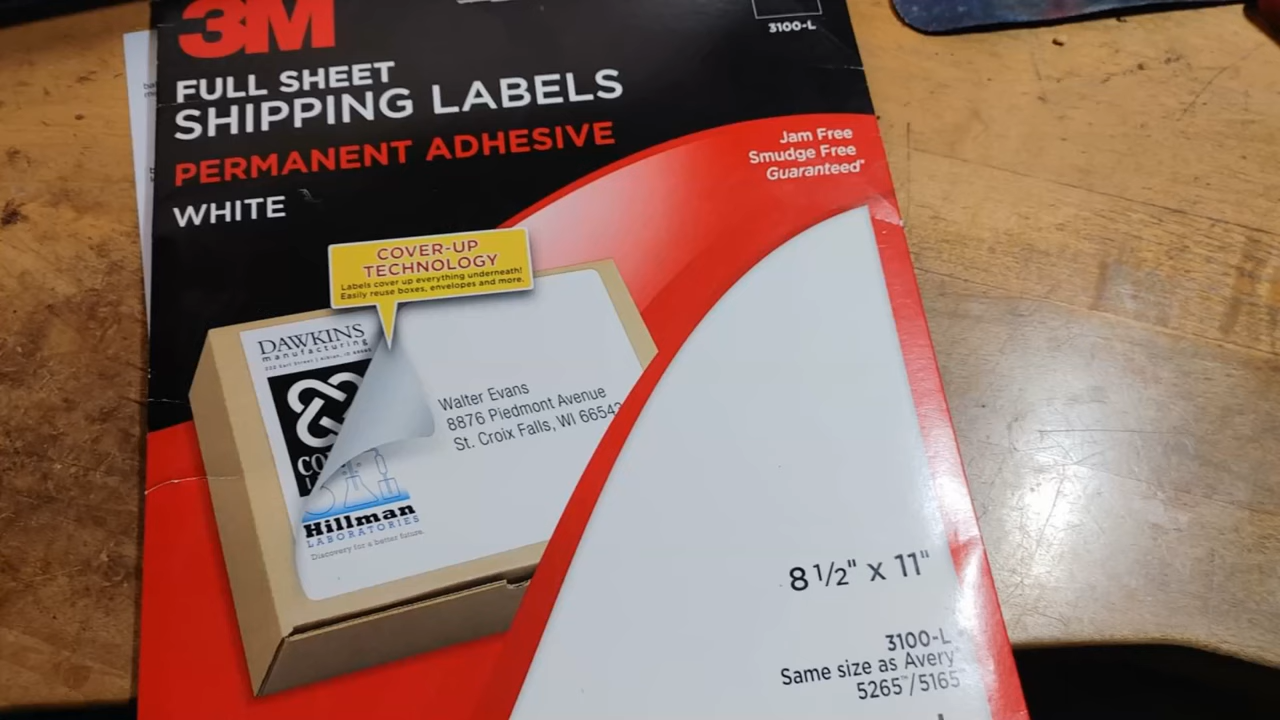 3M
3100-L
FULL SHEET
SHIPPING LABELS
PERMANENT ADHESIVE
WHITE
Jam Free
Smudge Free
Guaranteed*
COVER-UP
TECHNOLOGY
Labels cover up everything underneath!
Easily reuse boxes, envelopes and more.
DAWKINS
manufacturing
Walter Evans
8876 Piedmont Avenue
St. Croix Falls, WI 66543
Hillman
LABORATORIES
Discovery for a better future.
8 1/2" x 11"
3100-L
Same size as Avery®
5265™/5165™